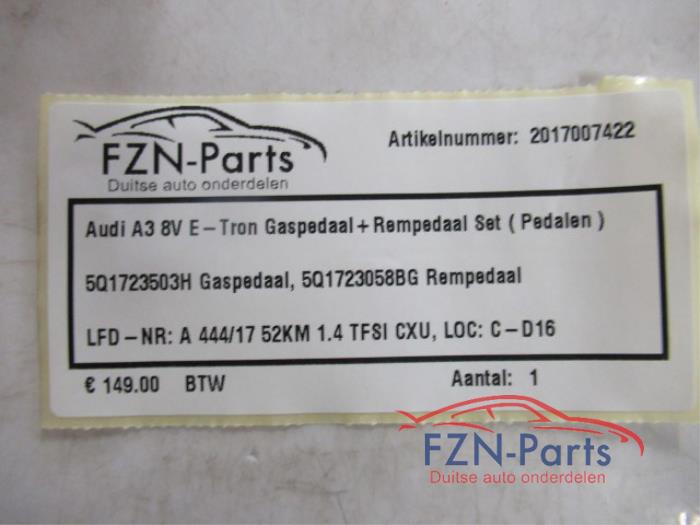 FZN-Parts
Duitse auto onderdelen
Artikelnummer: 2017007422
Audi A3 8V E-Tron Gaspedaal+Rempedaal Set ( Pedalen )
5Q1723503H Gaspedaal, 5Q1723058BG Rempedaal
LFD-NR: A 444/17 52KM 1.4 TFSI CXU, LOC: C-D16
€ 149.00 BTW Aantal: 1
FZN-Parts
Duitse auto onderdelen